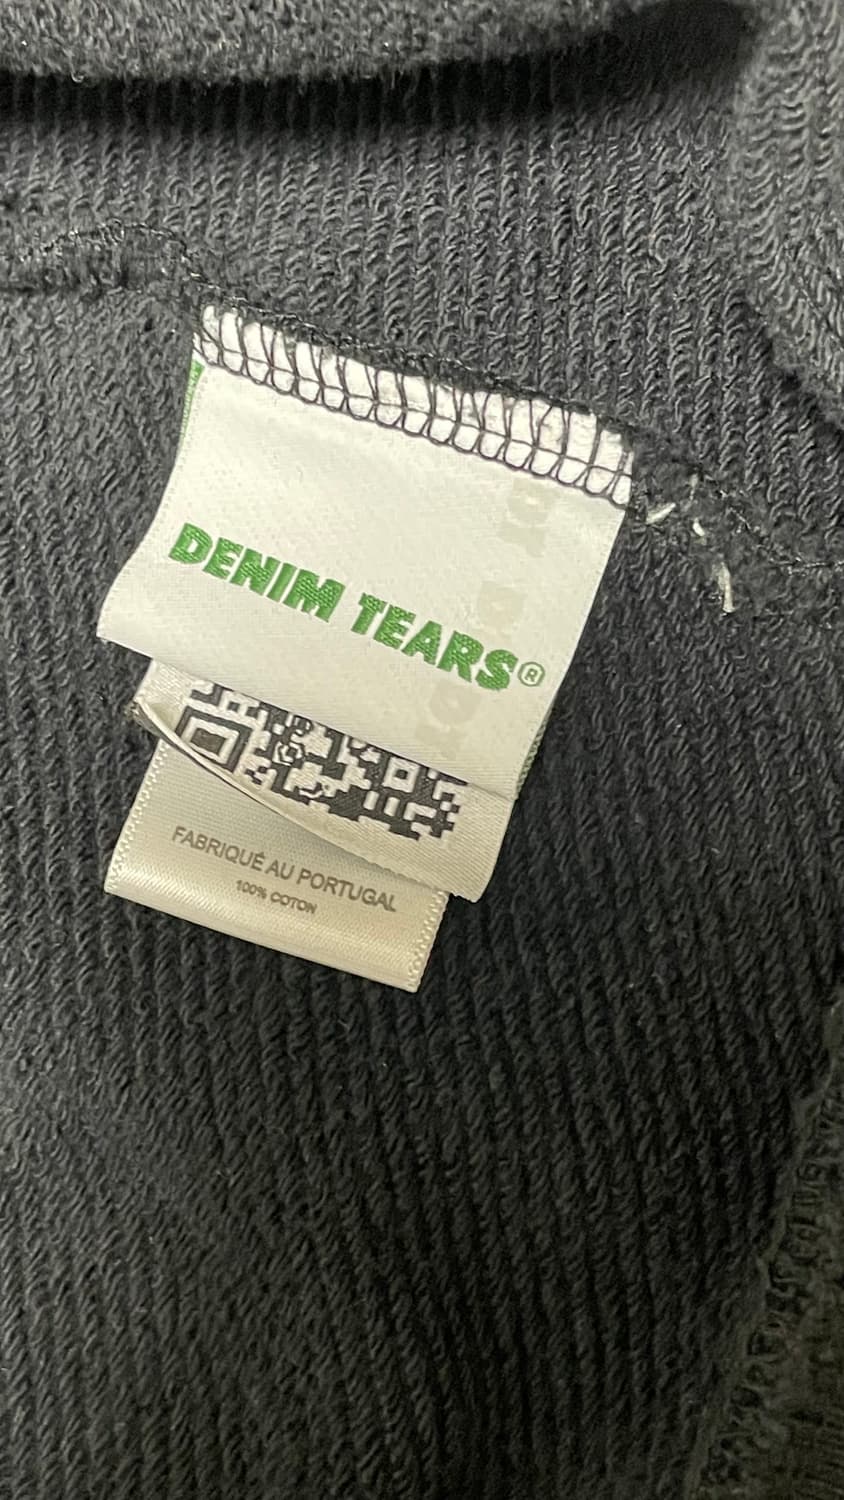 DENIM TEARS®
FABRIQUÉ AU PORTUGAL
100% COTON